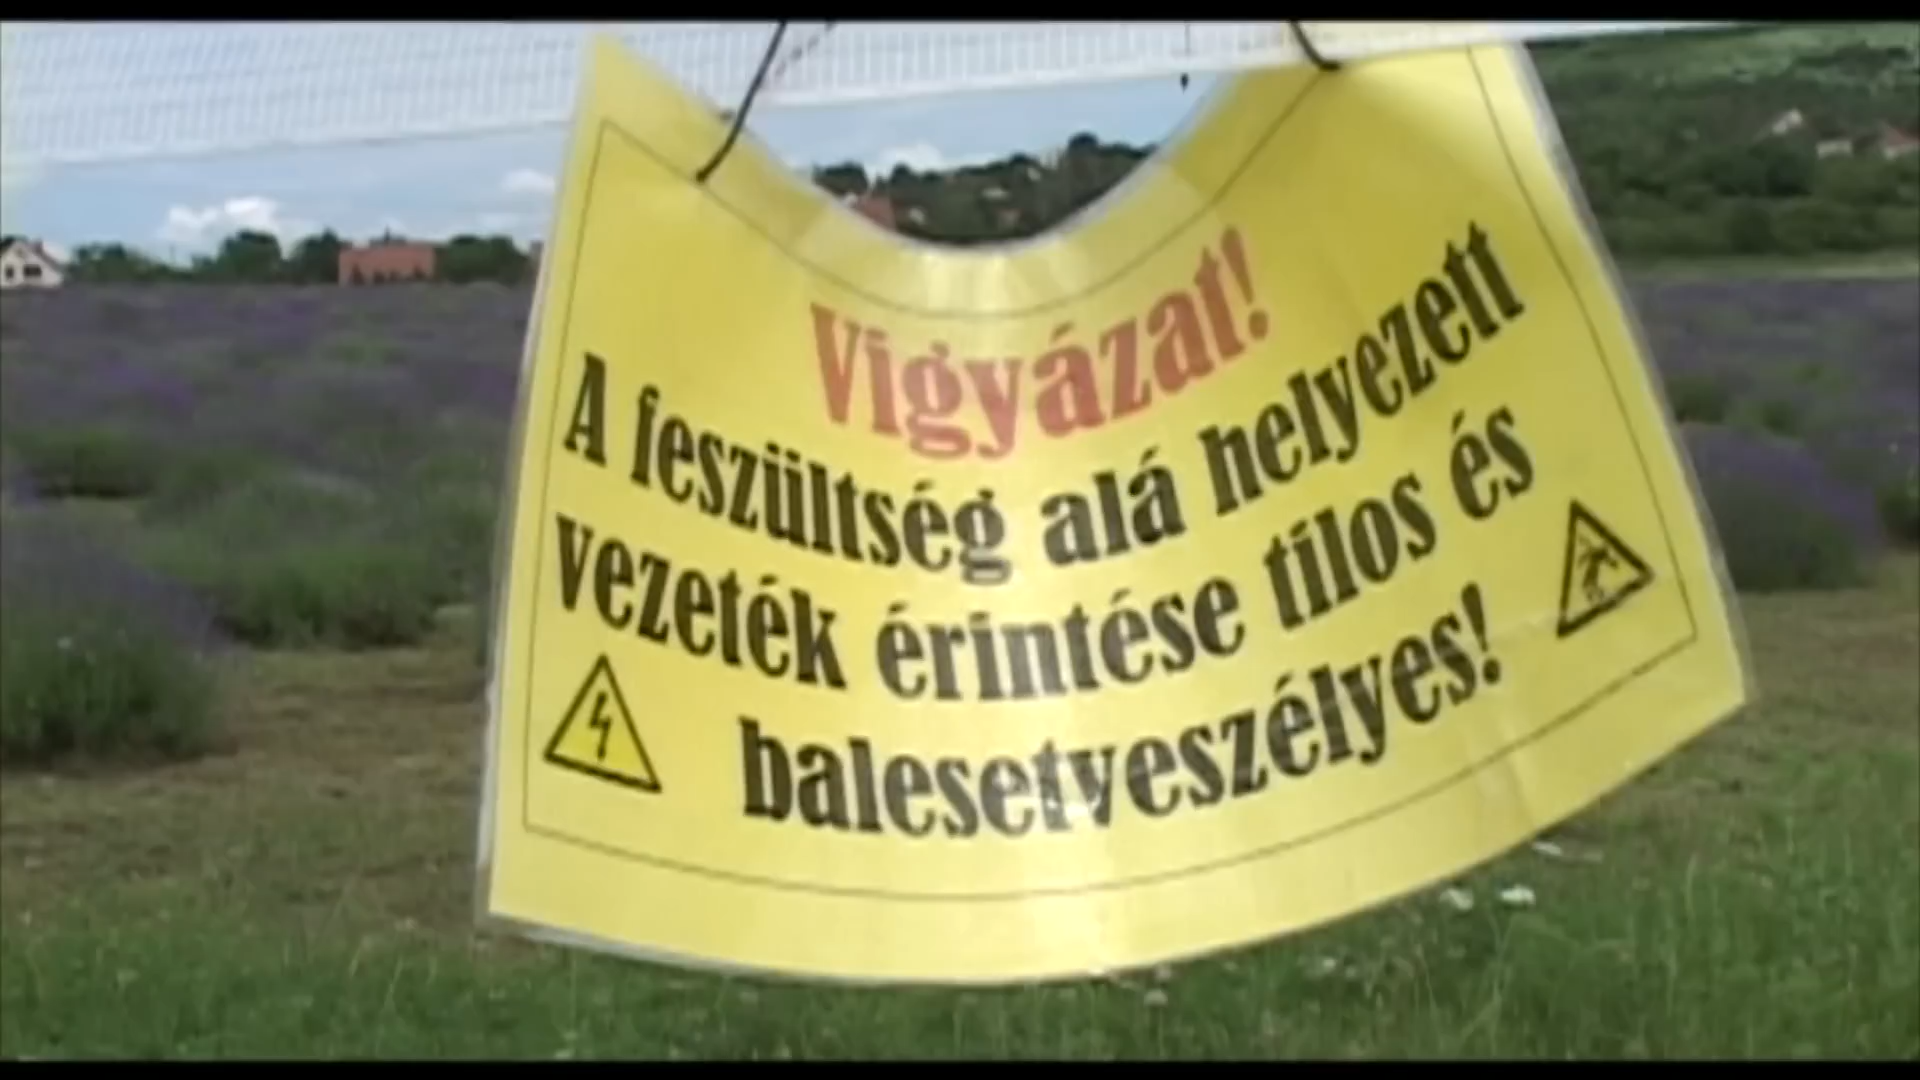 Vigyázat!
A feszültség alá helyezett
vezeték érintése tilos és
balesetveszélyes!